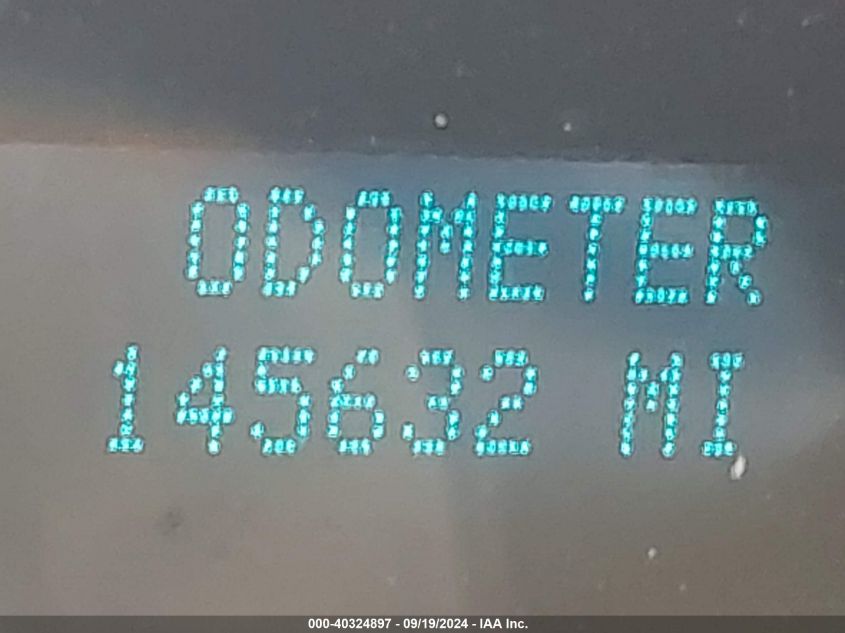 ODOMETER
145632 MI
000-40324897 - 09/19/2024 - IAA Inc.